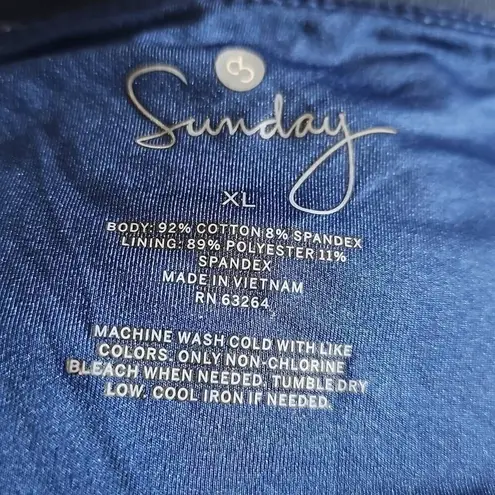 Sunday
XL
BODY: 92% COTTON 8% SPANDEX
LINING: 89% POLYESTER 11%
SPANDEX
MADE IN VIETNAM
RN 63264
MACHINE WASH COLD WITH LIKE
COLORS. ONLY NON-CHLORINE
BLEACH WHEN NEEDED. TUMBLE DRY
LOW. COOL IRON IF NEEDED.